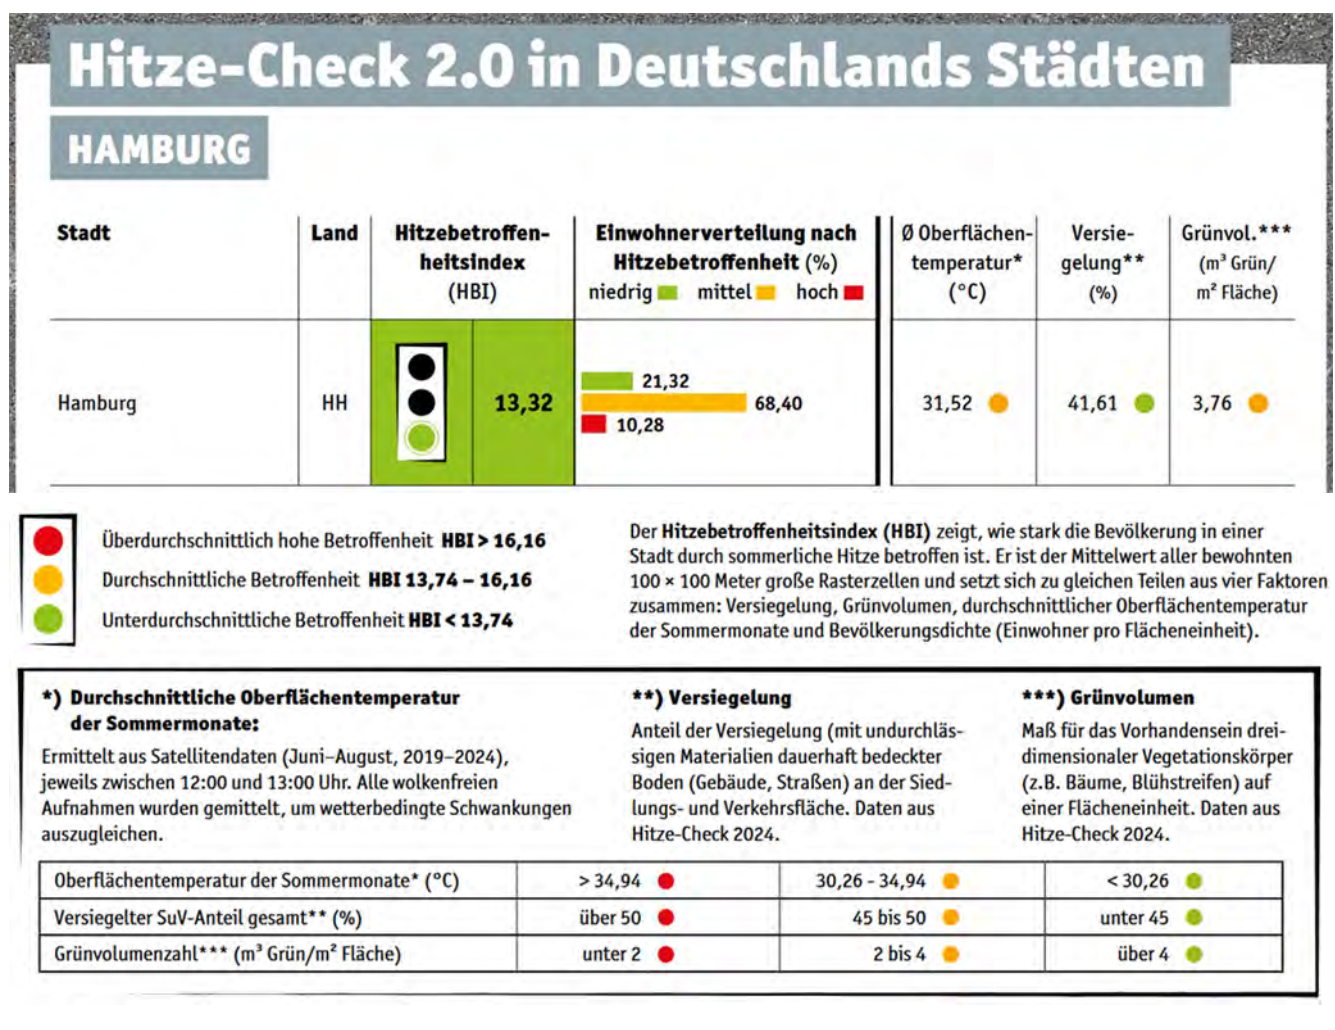 Hitze-Check 2.0 in Deutschlands Städten
HAMBURG
Stadt
Land
Hitzebetroffen-
heitsindex
(HBI)
Einwohnerverteilung nach
Hitzebetroffenheit (%)
niedrig mittel hoch
Ø Oberflächen-
temperatur*
(°C)
Versie-
gelung**
(%)
Grünvol.***
(m³ Grün/
m² Fläche)
Hamburg
HH
13,32
21,32
68,40
10,28
31,52
41,61
3,76
Überdurchschnittlich hohe Betroffenheit HBI > 16,16
Durchschnittliche Betroffenheit HBI 13,74 – 16,16
Unterdurchschnittliche Betroffenheit HBI < 13,74
Der Hitzebetroffenheitsindex (HBI) zeigt, wie stark die Bevölkerung in einer
Stadt durch sommerliche Hitze betroffen ist. Er ist der Mittelwert aller bewohnten
100 × 100 Meter große Rasterzellen und setzt sich zu gleichen Teilen aus vier Faktoren
zusammen: Versiegelung, Grünvolumen, durchschnittlicher Oberflächentemperatur
der Sommermonate und Bevölkerungsdichte (Einwohner pro Flächeneinheit).
*) Durchschnittliche Oberflächentemperatur
der Sommermonate:
Ermittelt aus Satellitendaten (Juni–August, 2019–2024),
jeweils zwischen 12:00 und 13:00 Uhr. Alle wolkenfreien
Aufnahmen wurden gemittelt, um wetterbedingte Schwankungen
auszugleichen.
**) Versiegelung
Anteil der Versiegelung (mit undurchläs-
sigen Materialien dauerhaft bedeckter
Boden (Gebäude, Straßen) an der Sied-
lungs- und Verkehrsfläche. Daten aus
Hitze-Check 2024.
***) Grünvolumen
Maß für das Vorhandensein drei-
dimensionaler Vegetationskörper
(z.B. Bäume, Blühstreifen) auf
einer Flächeneinheit. Daten aus
Hitze-Check 2024.
Oberflächentemperatur der Sommermonate* (°C) > 34,94 30,26 - 34,94 < 30,26
Versiegelter SuV-Anteil gesamt** (%) über 50 45 bis 50 unter 45
Grünvolumenzahl*** (m³ Grün/m² Fläche) unter 2 2 bis 4 über 4